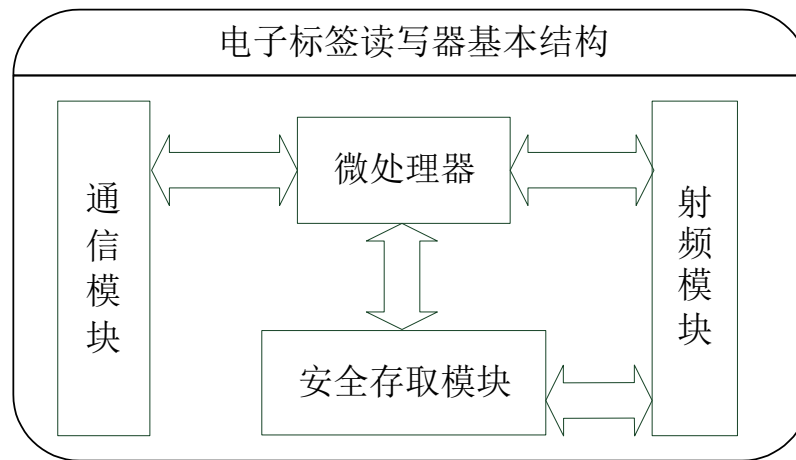 电子标签读写器基本结构
通信模块
微处理器
射频模块
安全存取模块